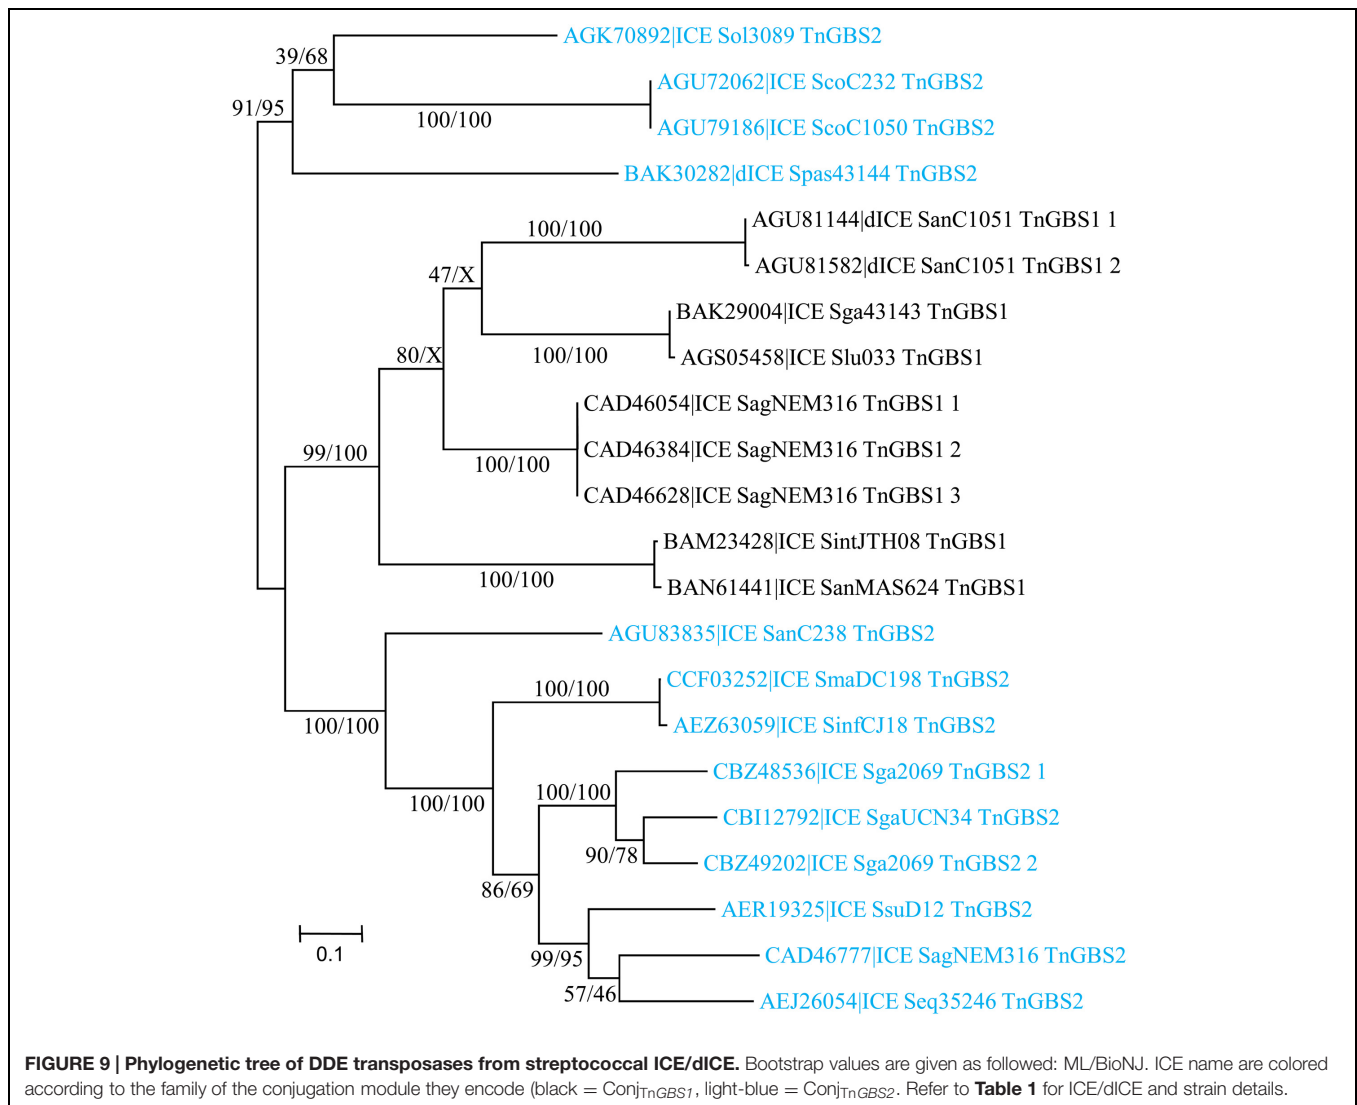 AGK70892|ICE Sol3089 TnGBS2
39/68
AGU72062|ICE ScoC232 TnGBS2
91/95
100/100
AGU79186|ICE ScoC1050 TnGBS2
BAK30282|dICE Spas43144 TnGBS2
AGU81144|dICE SanC1051 TnGBS1 1
100/100
AGU81582|dICE SanC1051 TnGBS1 2
47/X
BAK29004|ICE Sga43143 TnGBS1
80/X
100/100
AGS05458|ICE Slu033 TnGBS1
CAD46054|ICE SagNEM316 TnGBS1 1
99/100
CAD46384|ICE SagNEM316 TnGBS1 2
100/100
CAD46628|ICE SagNEM316 TnGBS1 3
BAM23428|ICE SintJTH08 TnGBS1
100/100
BAN61441|ICE SanMAS624 TnGBS1
AGU83835|ICE SanC238 TnGBS2
CCF03252|ICE SmaDC198 TnGBS2
100/100
100/100
AEZ63059|ICE SinfCJ18 TnGBS2
CBZ48536|ICE Sga2069 TnGBS2 1
100/100
100/100
CBI12792|ICE SgaUCN34 TnGBS2
90/78
CBZ49202|ICE Sga2069 TnGBS2 2
86/69
AER19325|ICE SsuD12 TnGBS2
0.1
99/95
CAD46777|ICE SagNEM316 TnGBS2
57/46
AEJ26054|ICE Seq35246 TnGBS2
FIGURE 9 | Phylogenetic tree of DDE transposases from streptococcal ICE/dICE. Bootstrap values are given as followed: ML/BioNJ. ICE name are colored
according to the family of the conjugation module they encode (black = ConjTnGBS1, light-blue = ConjTnGBS2. Refer to Table 1 for ICE/dICE and strain details.